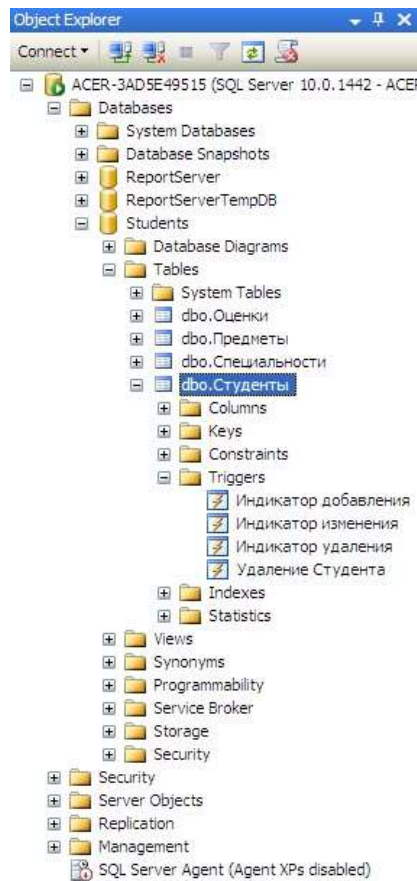 Object Explorer
Connect
ACER-3AD5E49515 (SQL Server 10.0.1442 - ACER
Databases
System Databases
Database Snapshots
ReportServer
ReportServerTempDB
Students
Database Diagrams
Tables
System Tables
dbo.Оценки
dbo.Предметы
dbo.Специальности
dbo.Студенты
Columns
Keys
Constraints
Triggers
Индикатор добавления
Индикатор изменения
Индикатор удаления
Удаление Студента
Indexes
Statistics
Views
Synonyms
Programmability
Service Broker
Storage
Security
Security
Server Objects
Replication
Management
SQL Server Agent (Agent XPs disabled)